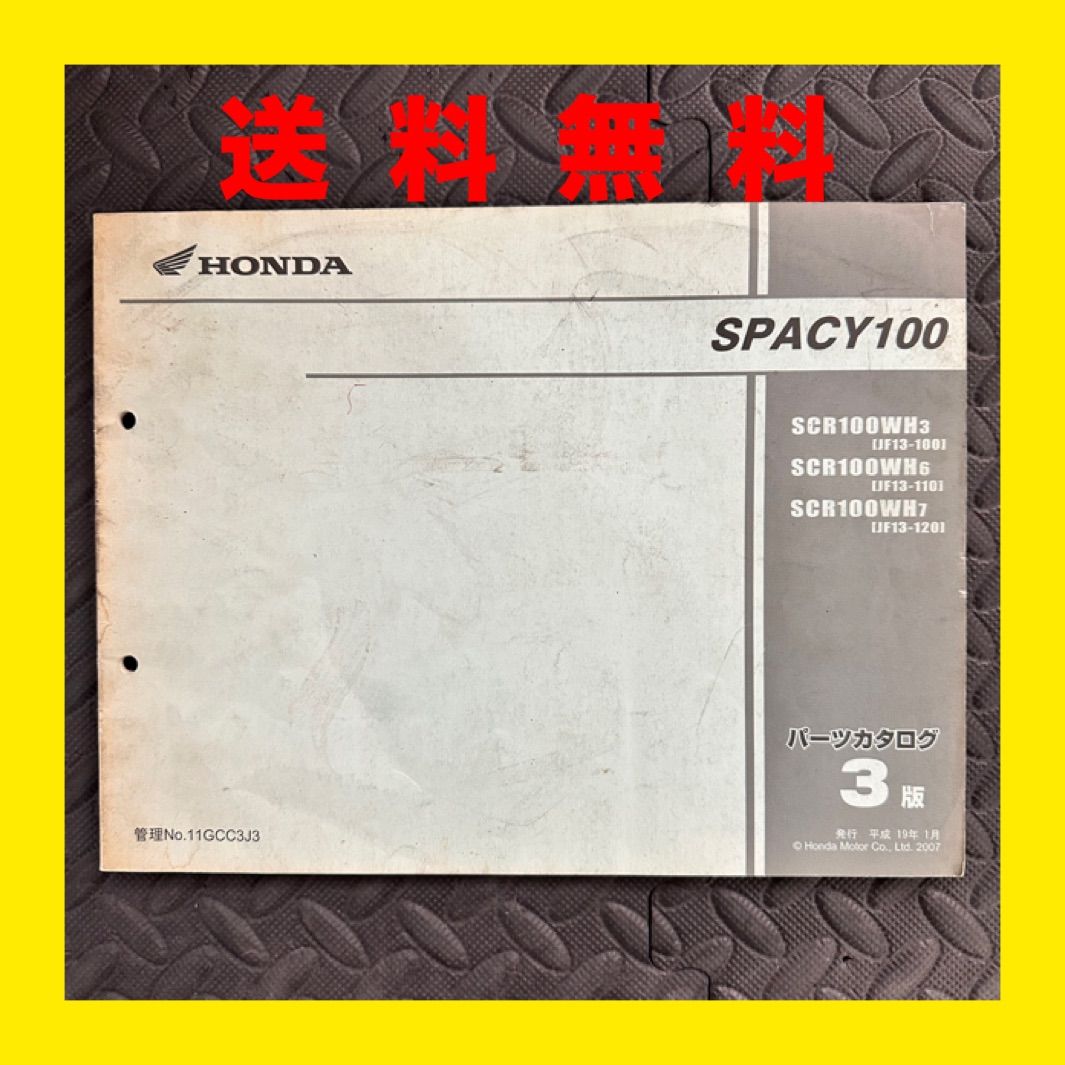 送料無料
HONDA
SPACY100
SCR100WH3
[JF13-100]
SCR100WH6
[JF13-110]
SCR100WH7
[JF13-120]
パーツカタログ
3版
管理No.11GCC3J3
発行 平成 19年 1月
© Honda Motor Co., Ltd. 2007